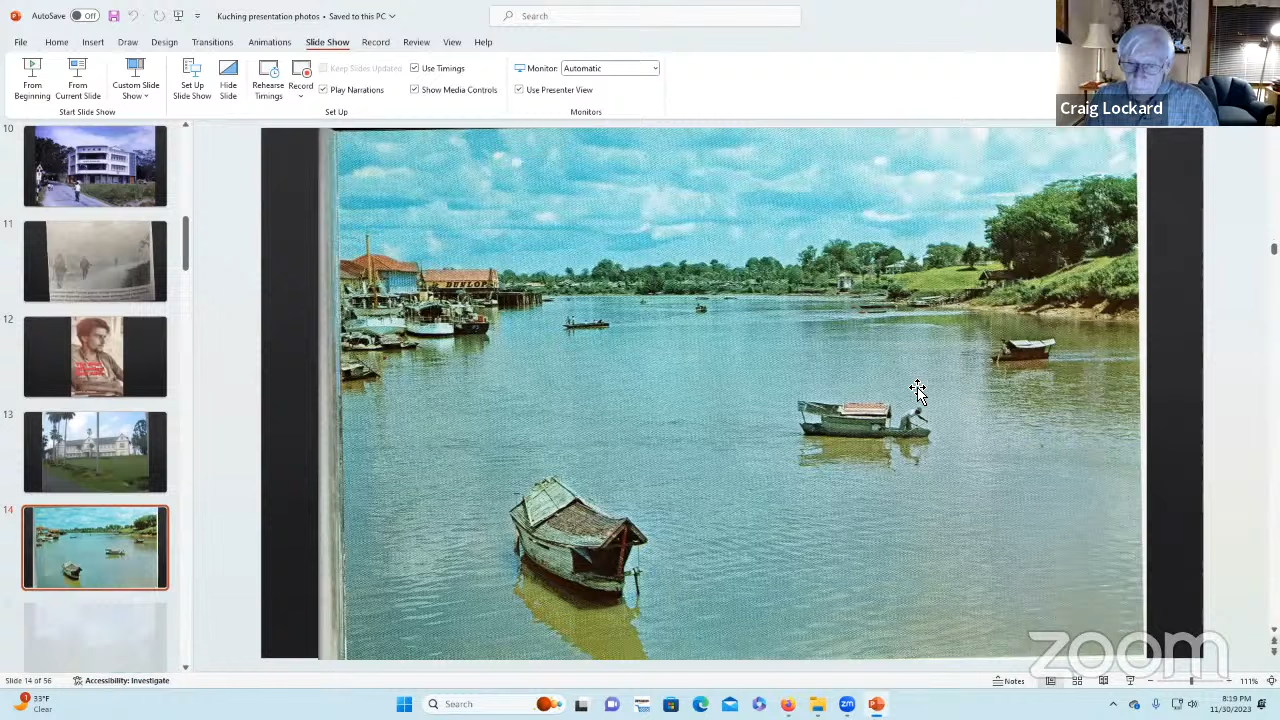 AutoSave Off Kuching presentation photos • Saved to this PC Search
File Home Insert Draw Design Transitions Animations Slide Show Record Review View Help
From Beginning
From Current Slide
Custom Slide Show
Start Slide Show
Set Up Slide Show
Hide Slide
Rehearse Timings
Record
Keep Slides Updated
Play Narrations
Use Timings
Show Media Controls
Set Up
Monitor: Automatic
Use Presenter View
Monitors
Craig Lockard
10
11
12
13
14
DUNLOP
zoom
Slide 14 of 56 Accessibility: Investigate Notes 111%
1
33°F
Clear
Search
zm
8:19 PM
11/30/2023